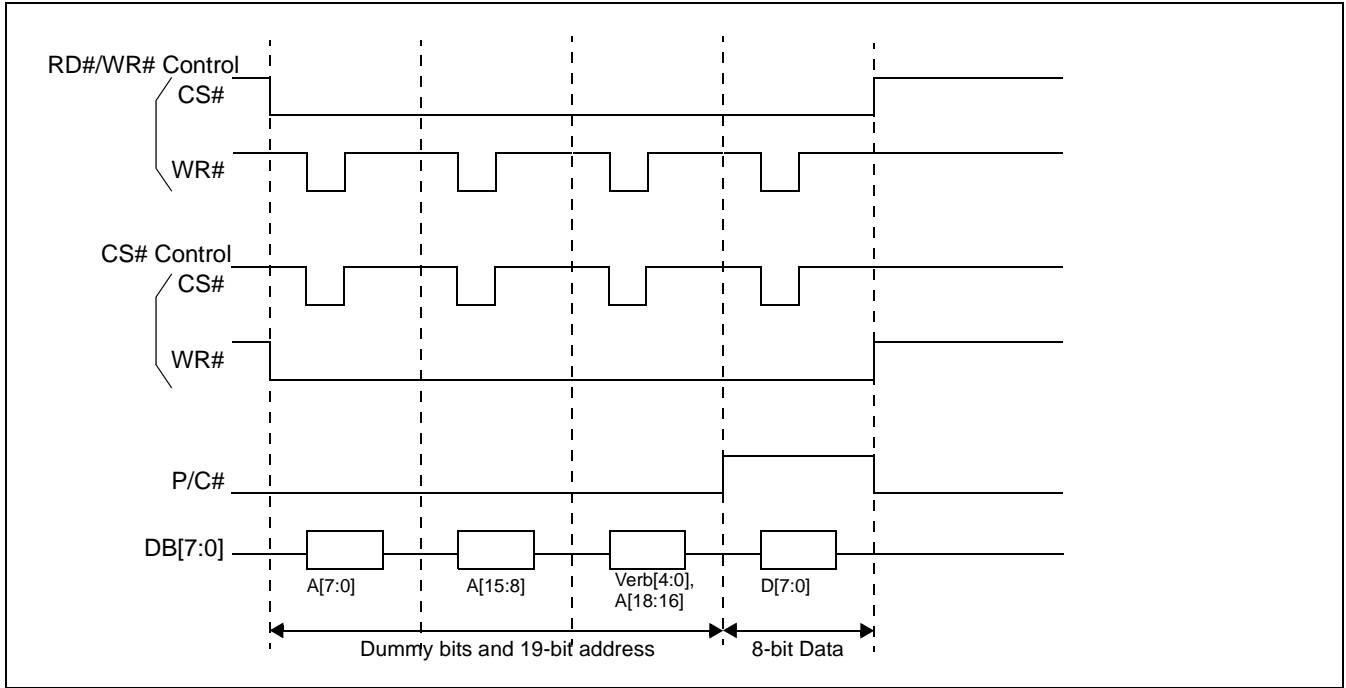 RD#/WR# Control
CS#
WR#
CS# Control
CS#
WR#
P/C#
DB[7:0]
A[7:0]
A[15:8]
Verb[4:0],
A[18:16]
D[7:0]
Dummy bits and 19-bit address
8-bit Data